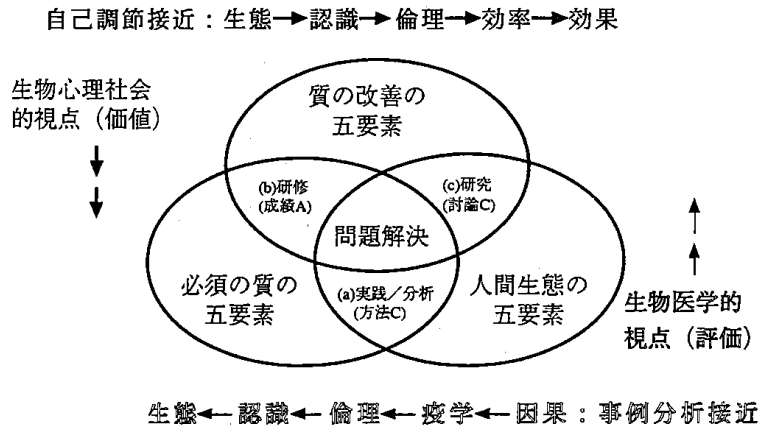 自己調節接近：生態→認識→倫理→効率→効果
生物心理社会
的視点（価値）
質の改善の
五要素
(b)研修
(成績A)
(c)研究
(討論C)
問題解決
必須の質の
五要素
(a)実践／分析
(方法C)
人間生態の
五要素
生物医学的
視点（評価）
生態←認識←倫理←疫学←因果：事例分析接近